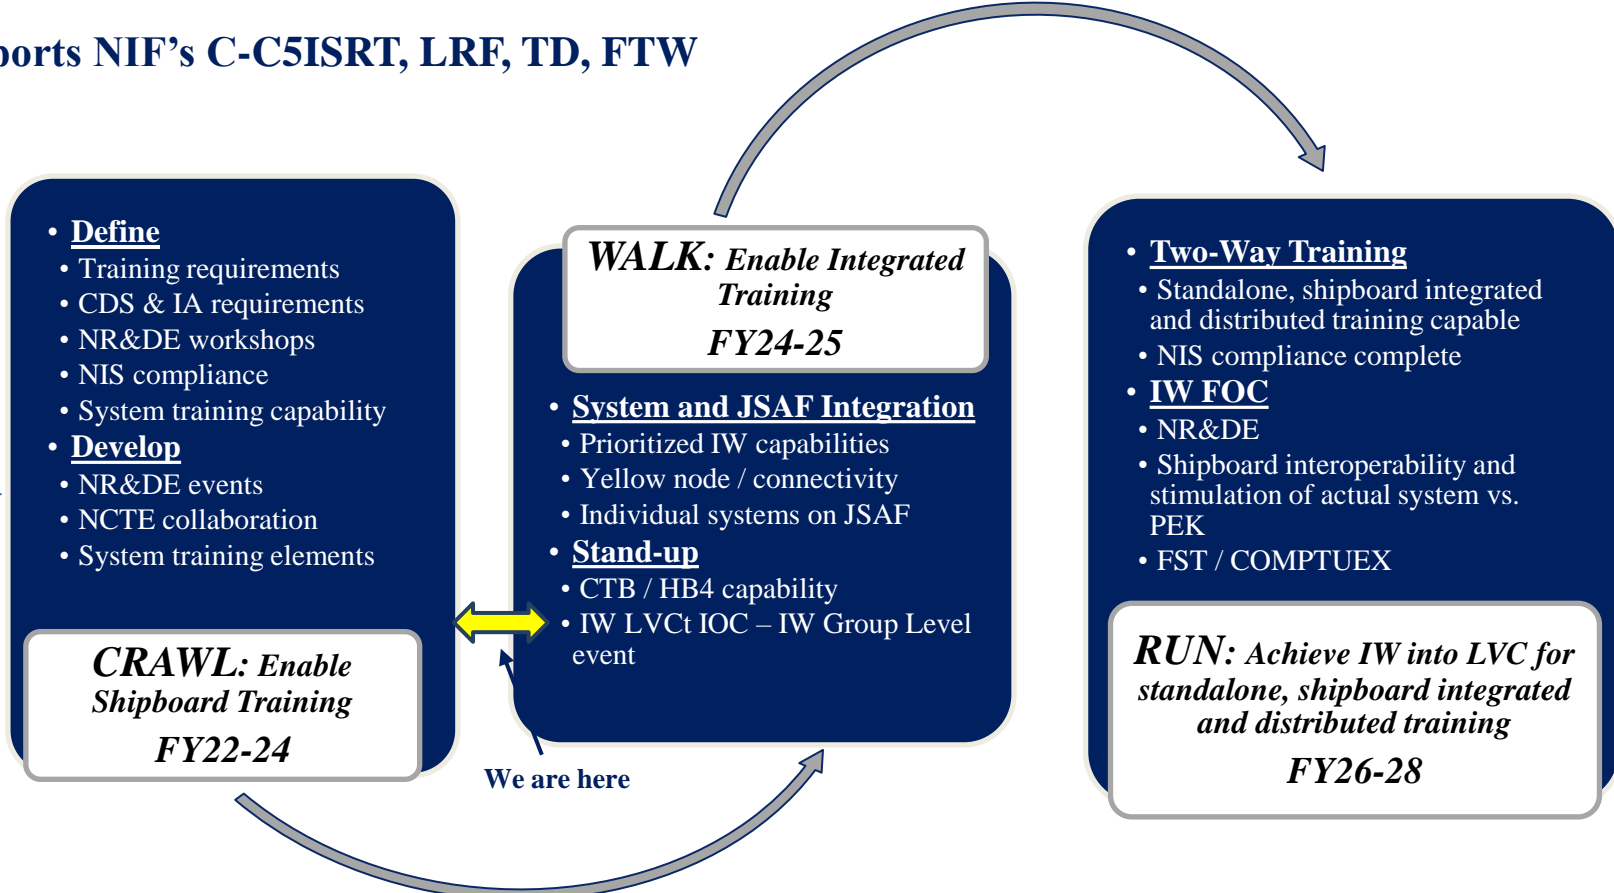 ports NIF's C-C5ISRT, LRF, TD, FTW
• Define
• Training requirements
• CDS & IA requirements
• NR&DE workshops
• NIS compliance
• System training capability
• Develop
• NR&DE events
• NCTE collaboration
• System training elements
CRAWL: Enable
Shipboard Training
FY22-24
WALK: Enable Integrated
Training
FY24-25
• System and JSAF Integration
• Prioritized IW capabilities
• Yellow node / connectivity
• Individual systems on JSAF
• Stand-up
• CTB / HB4 capability
• IW LVCt IOC – IW Group Level
event
We are here
• Two-Way Training
• Standalone, shipboard integrated
and distributed training capable
• NIS compliance complete
• IW FOC
• NR&DE
• Shipboard interoperability and
stimulation of actual system vs.
PEK
• FST / COMPTUEX
RUN: Achieve IW into LVC for
standalone, shipboard integrated
and distributed training
FY26-28